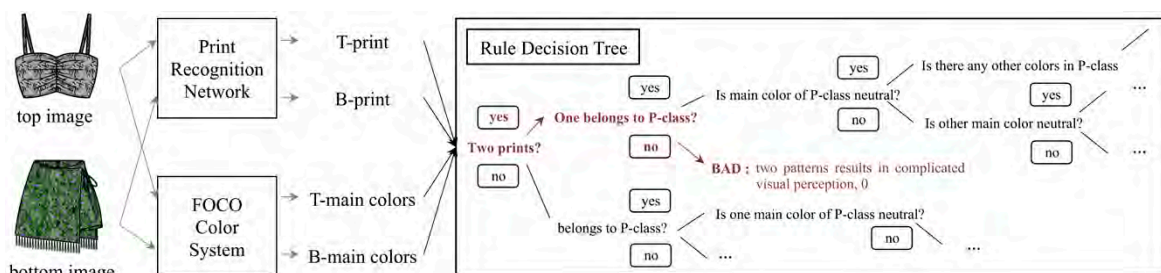 top image
bottom image
Print
Recognition
Network
FOCO
Color
System
T-print
B-print
T-main colors
B-main colors
Rule Decision Tree
Two prints?
yes
no
One belongs to P-class?
yes
no
BAD : two patterns results in complicated
visual perception, 0
belongs to P-class?
yes
no
Is main color of P-class neutral?
yes
no
Is there any other colors in P-class
Is other main color neutral?
yes
...
no
...
Is one main color of P-class neutral?
no
...
...